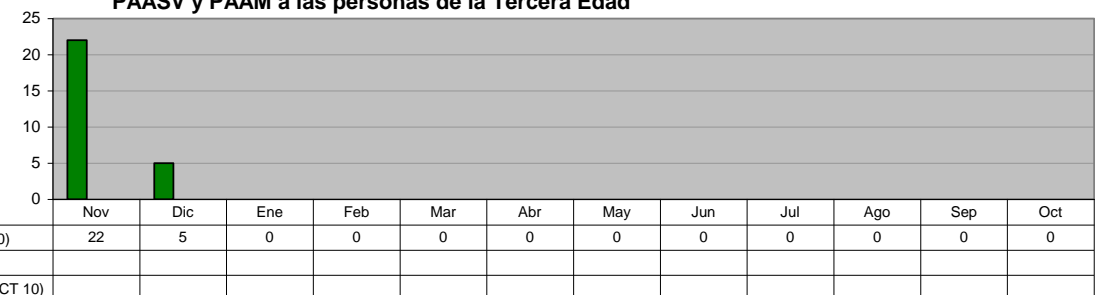 PAASV y PAAM a las personas de la Tercera Edad
25
20
15
10
5
0
Nov Dic Ene Feb Mar Abr May Jun Jul Ago Sep Oct
0) 22 5 0 0 0 0 0 0 0 0 0 0
CT 10)